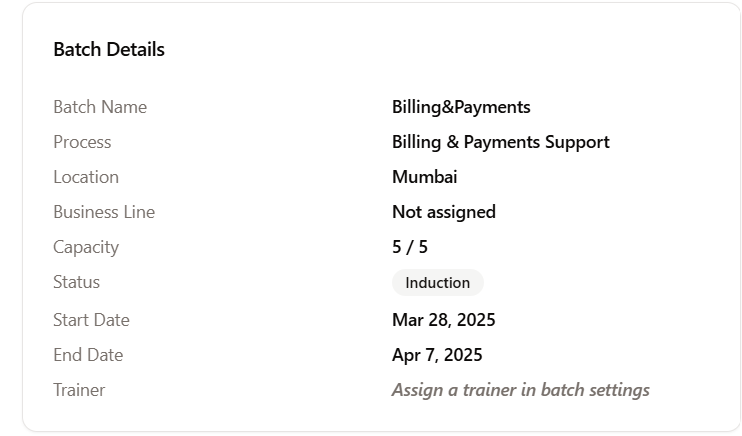 Batch Details
Batch Name Billing&Payments
Process Billing & Payments Support
Location Mumbai
Business Line Not assigned
Capacity 5 / 5
Status Induction
Start Date Mar 28, 2025
End Date Apr 7, 2025
Trainer Assign a trainer in batch settings